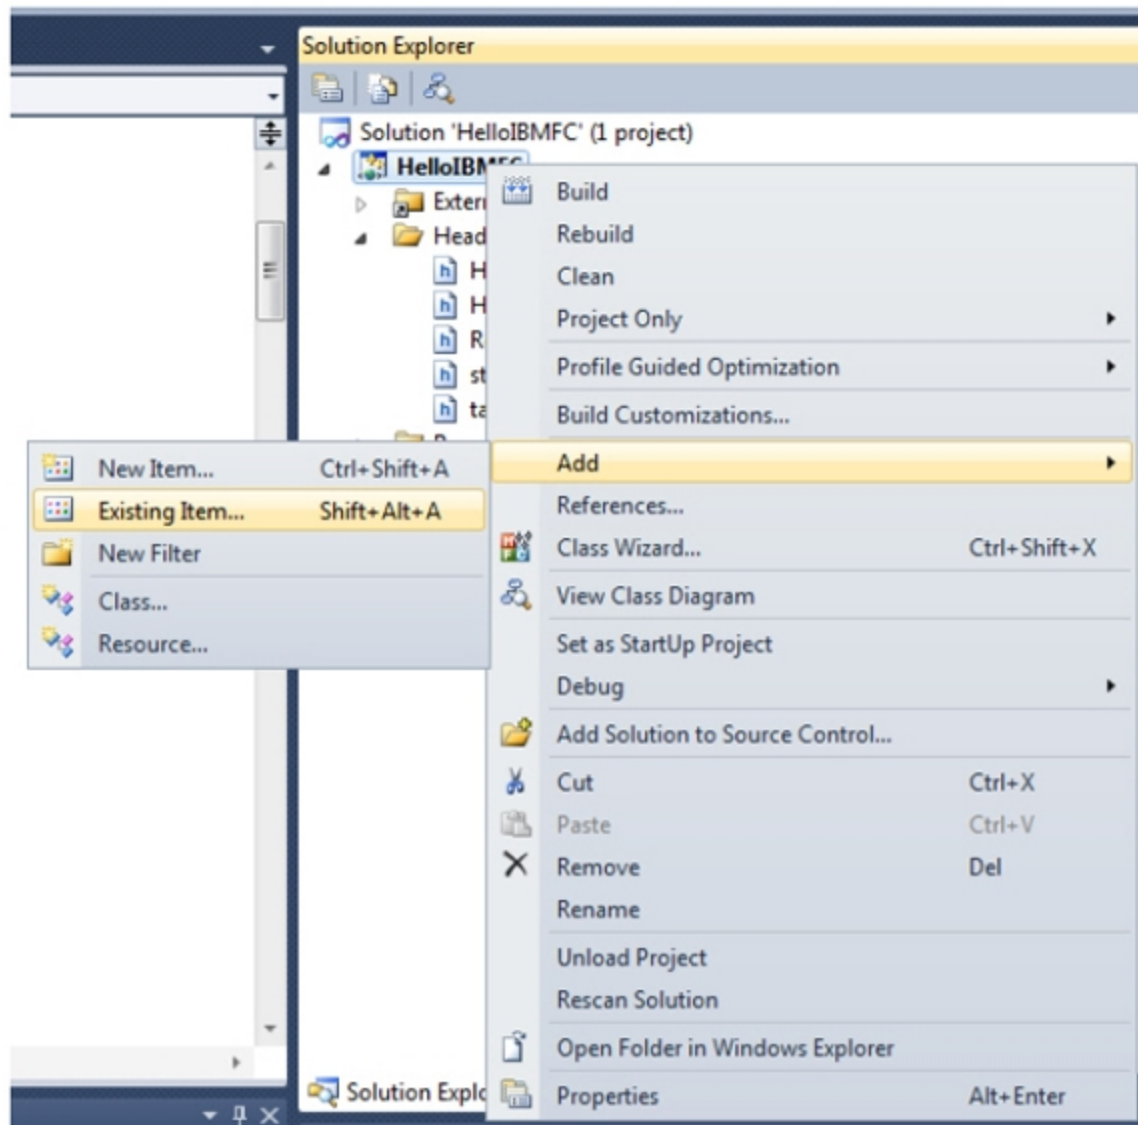 Solution Explorer
Solution 'HelloIBMFC' (1 project)
Build
Rebuild
Clean
Project Only
Profile Guided Optimization
Build Customizations...
Add
New Item... Ctrl+Shift+A
Existing Item... Shift+Alt+A
New Filter
Class...
Resource...
References...
Class Wizard... Ctrl+Shift+X
View Class Diagram
Set as StartUp Project
Debug
Add Solution to Source Control...
Cut Ctrl+X
Paste Ctrl+V
Remove Del
Rename
Unload Project
Rescan Solution
Open Folder in Windows Explorer
Properties Alt+Enter
Solution